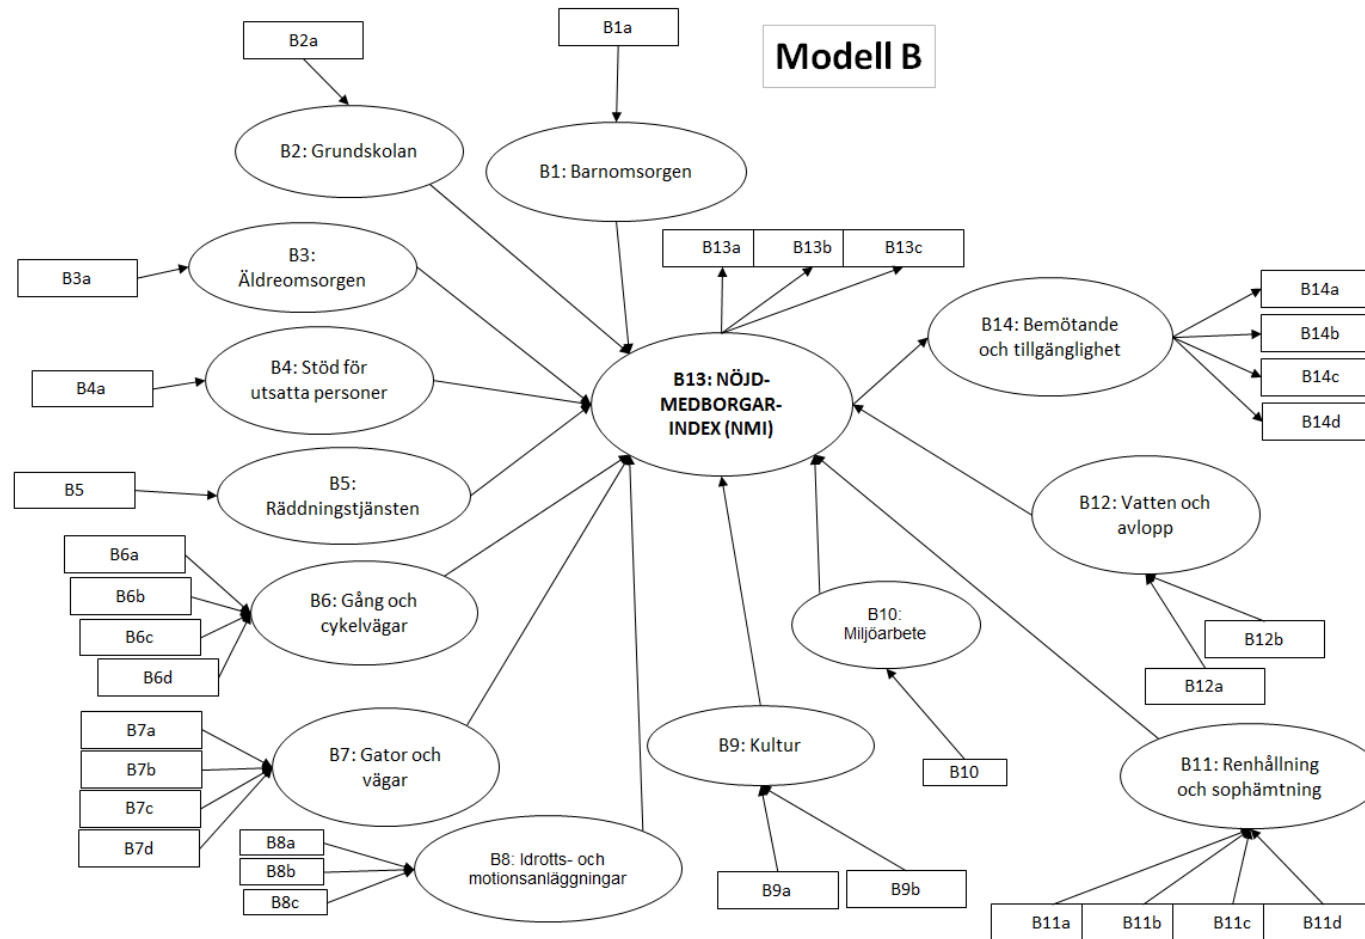 B2a
B1a
Modell B
B2: Grundskolan
B1: Barnomsorgen
B13a
B13b
B13c
B3:
Äldreomsorgen
B3a
B14: Bemötande
och tillgänglighet
B14a
B14b
B14c
B14d
B4: Stöd för
utsatta personer
B4a
B13: NÖJD-
MEDBORGAR-
INDEX (NMI)
B5
B5:
Räddningstjänsten
B12: Vatten och
avlopp
B6a
B6b
B6c
B6d
B6: Gång och
cykelvägar
B10:
Miljöarbete
B12b
B12a
B7a
B7b
B7c
B7d
B7: Gator och
vägar
B9: Kultur
B10
B11: Renhållning
och sophämtning
B8a
B8b
B8c
B8: Idrotts- och
motionsanläggningar
B9a
B9b
B11a
B11b
B11c
B11d